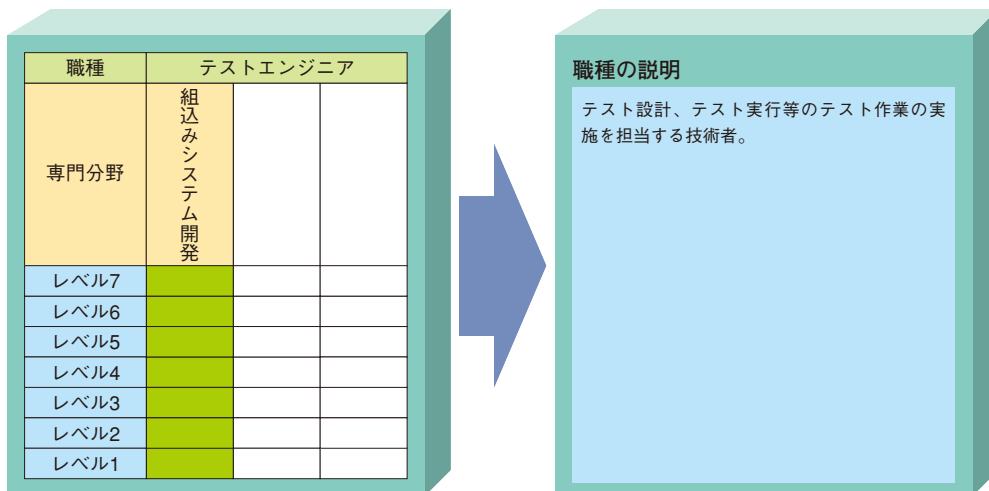 職種
テストエンジニア
専門分野
組込みシステム開発
レベル7
レベル6
レベル5
レベル4
レベル3
レベル2
レベル1
職種の説明
テスト設計、テスト実行等のテスト作業の実
施を担当する技術者。